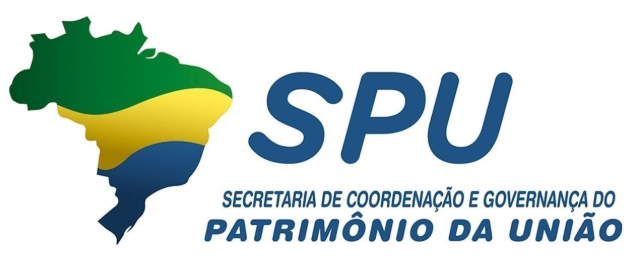 SPU
SECRETARIA DE COORDENAÇÃO E GOVERNANÇA DO
PATRIMÔNIO DA UNIÃO